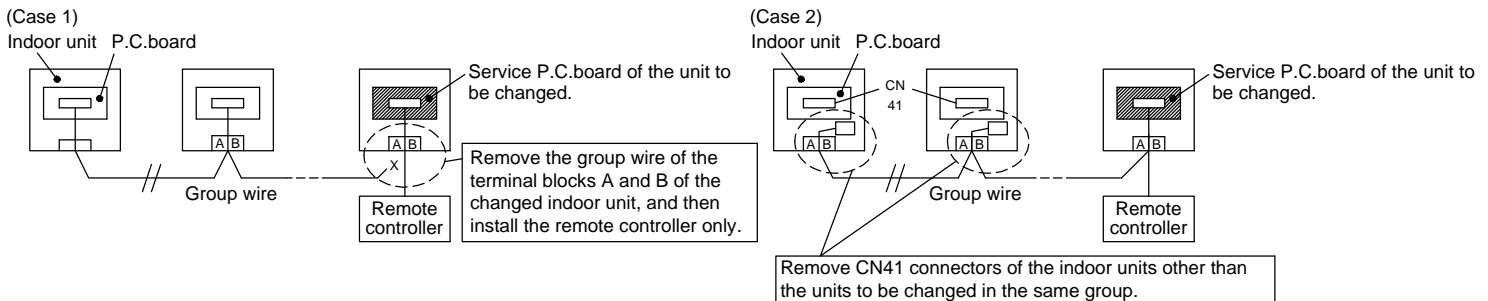 (Case 1)
Indoor unit P.C.board
Service P.C.board of the unit to
be changed.
A B
A B
X
Group wire
Remote
controller
Remove the group wire of the
terminal blocks A and B of the
changed indoor unit, and then
install the remote controller only.
(Case 2)
Indoor unit P.C.board
CN
41
Service P.C.board of the unit to
be changed.
A B
A B
A B
Group wire
Remote
controller
Remove CN41 connectors of the indoor units other than
the units to be changed in the same group.